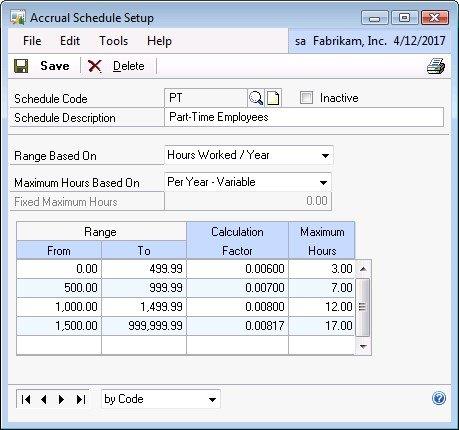 Accrual Schedule Setup
File Edit Tools Help sa Fabrikam, Inc. 4/12/2017
Save Delete
Schedule Code PT Inactive
Schedule Description Part-Time Employees
Range Based On Hours Worked / Year
Maximum Hours Based On Per Year - Variable
Fixed Maximum Hours 0.00
Range Calculation Maximum
From To Factor Hours
0.00 499.99 0.00600 3.00
500.00 999.99 0.00700 7.00
1,000.00 1,499.99 0.00800 12.00
1,500.00 999,999.99 0.00817 17.00
by Code